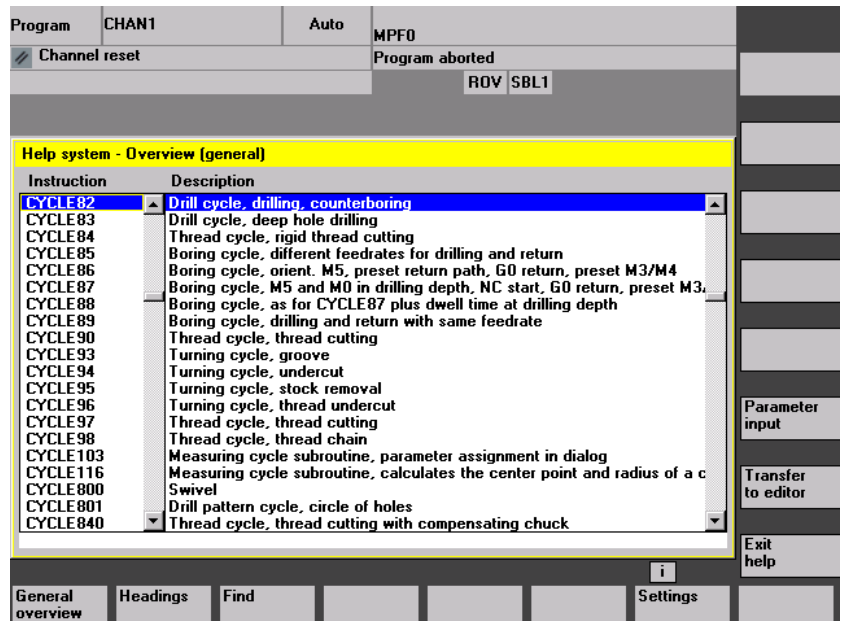 Program CHAN1 Auto MPF0
Channel reset Program aborted
ROV SBL1
Help system - Overview (general)
Instruction Description
CYCLE82 Drill cycle, drilling, counterboring
CYCLE83 Drill cycle, deep hole drilling
CYCLE84 Thread cycle, rigid thread cutting
CYCLE85 Boring cycle, different feedrates for drilling and return
CYCLE86 Boring cycle, orient. M5, preset return path, G0 return, preset M3/M4
CYCLE87 Boring cycle, M5 and M0 in drilling depth, NC start, G0 return, preset M3
CYCLE88 Boring cycle, as for CYCLE87 plus dwell time at drilling depth
CYCLE89 Boring cycle, drilling and return with same feedrate
CYCLE90 Thread cycle, thread cutting
CYCLE93 Turning cycle, groove
CYCLE94 Turning cycle, undercut
CYCLE95 Turning cycle, stock removal
CYCLE96 Turning cycle, thread undercut
CYCLE97 Thread cycle, thread cutting
CYCLE98 Thread cycle, thread chain
CYCLE103 Measuring cycle subroutine, parameter assignment in dialog
CYCLE116 Measuring cycle subroutine, calculates the center point and radius of a c
CYCLE800 Swivel
CYCLE801 Drill pattern cycle, circle of holes
CYCLE840 Thread cycle, thread cutting with compensating chuck
Parameter
input
Transfer
to editor
Exit
help
i
General
overview
Headings
Find
Settings